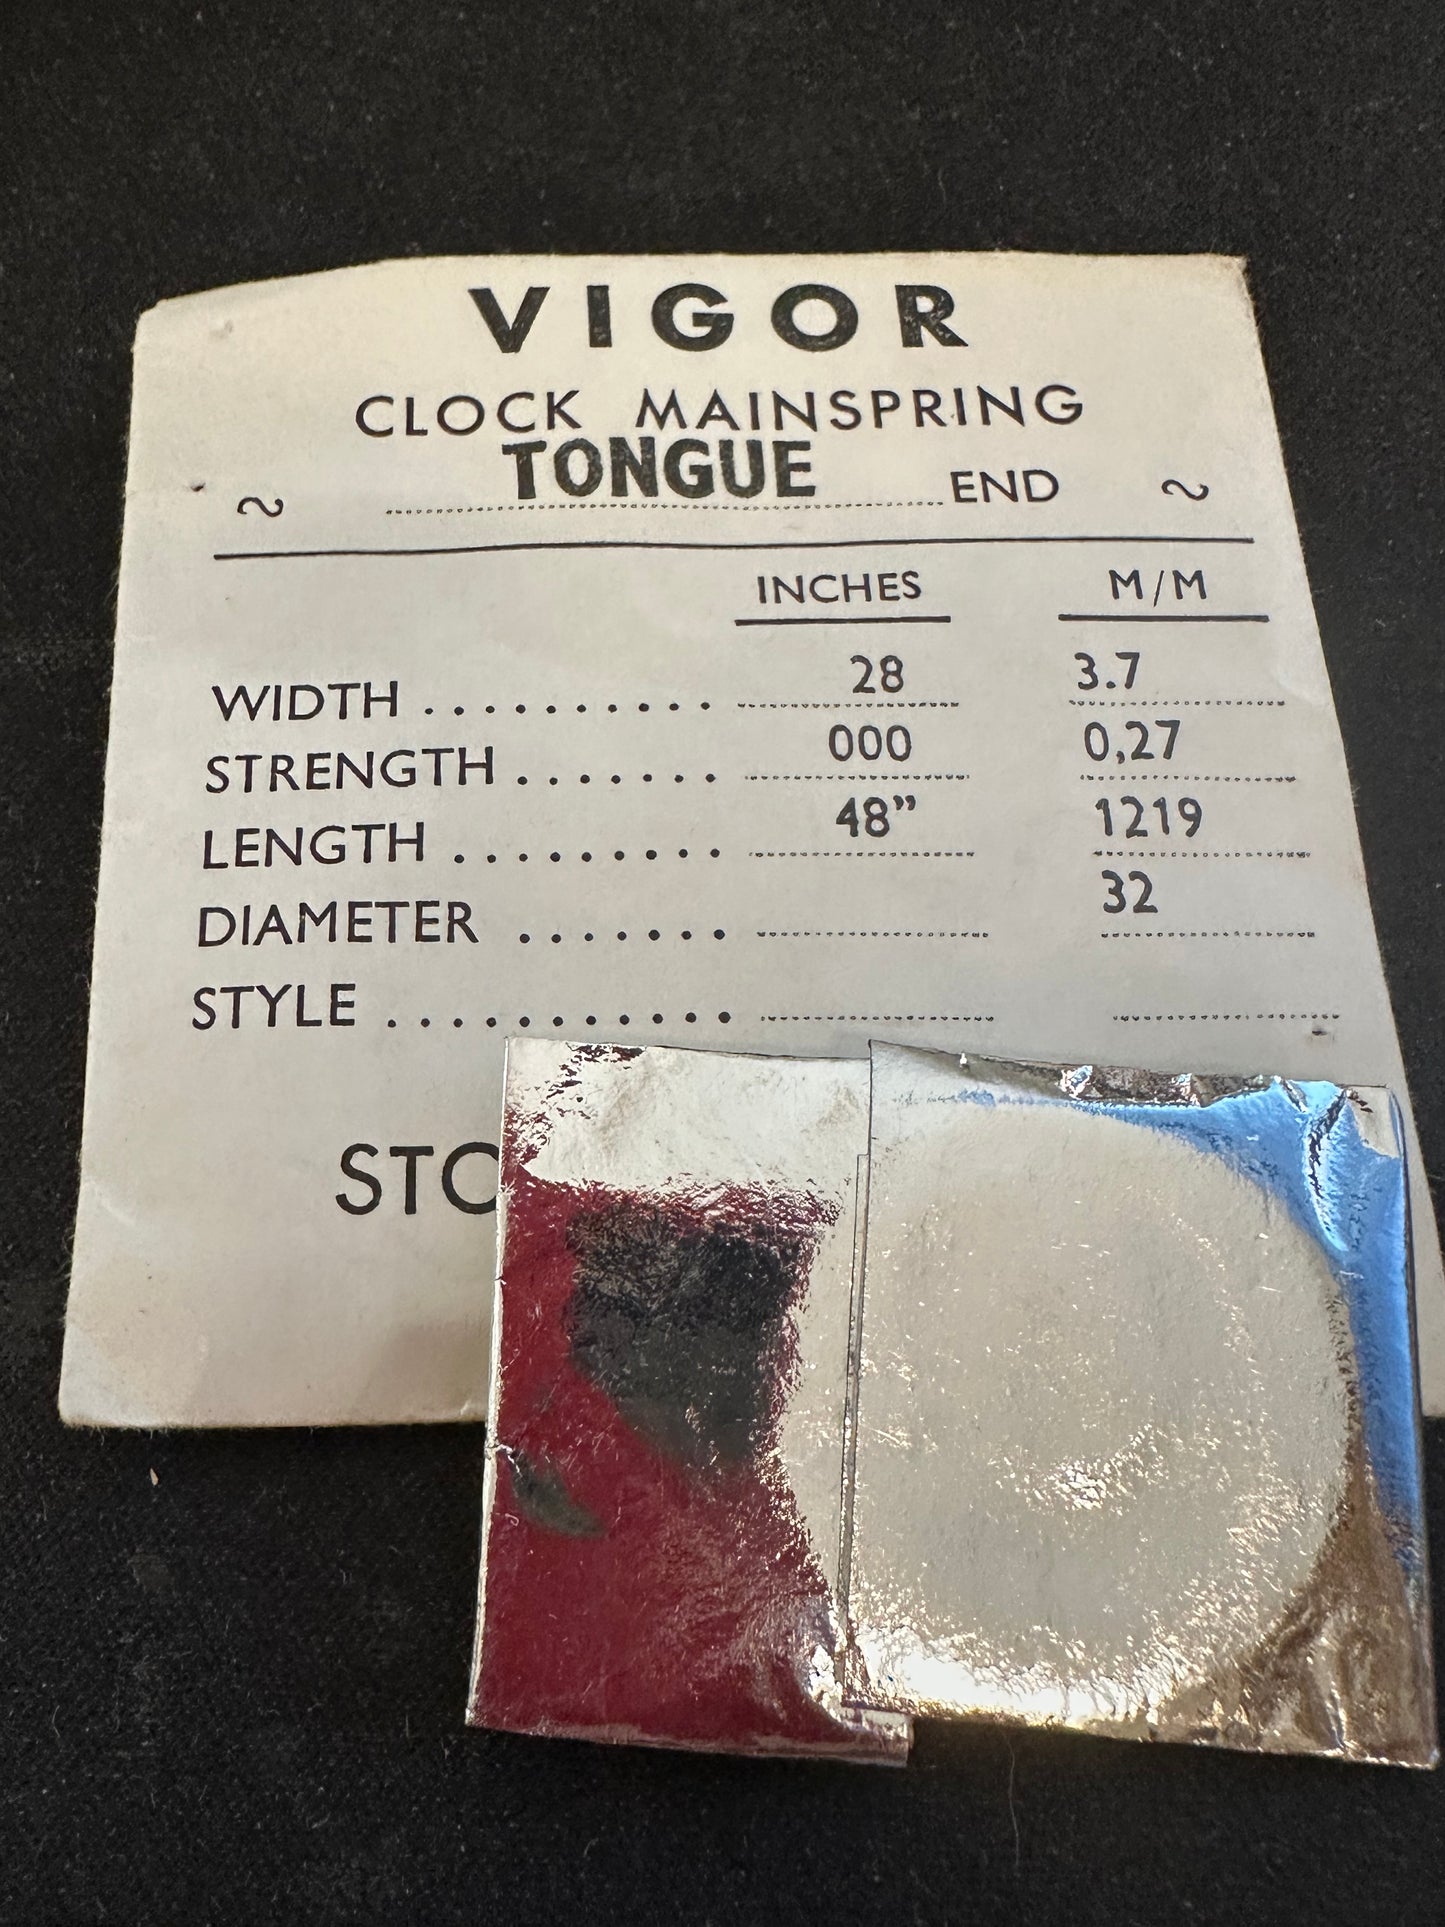 VIGOR
CLOCK MAINSPRING
~ TONGUE END ~
INCHES M/M
WIDTH .......... 28 3.7
STRENGTH ....... 000 0,27
LENGTH ......... 48” 1219
DIAMETER ....... 32
STYLE ...........